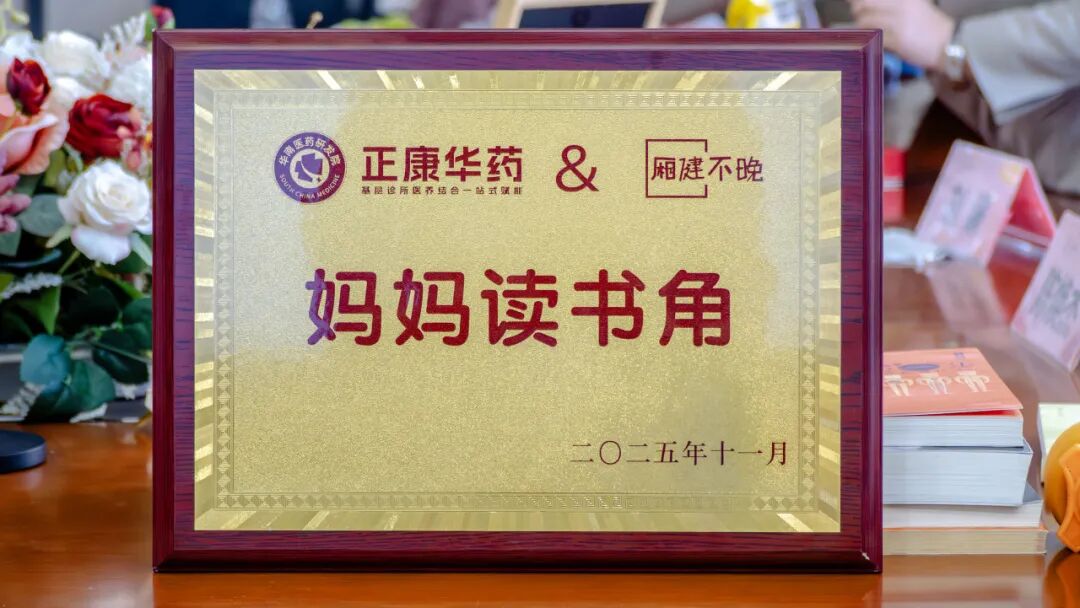 华南医药研发院
SOUTH CHINA MEDICINE
正康华药
基层诊所医养结合一站式赋能
&
厢健不晚
妈妈读书角
二〇二五年十一月